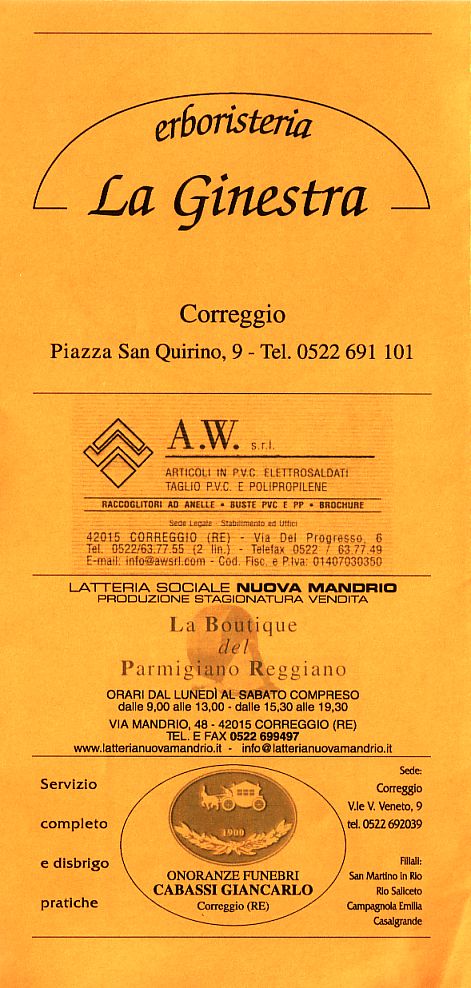 erboristeria
La Ginestra
Correggio
Piazza San Quirino, 9 - Tel. 0522 691 101
A.W. s.r.l.
ARTICOLI IN P.V.C. ELETTROSALDATI
TAGLIO P.V.C. E POLIPROPILENE
RACCOGLITORI AD ANELLE • BUSTE PVC E PP • BROCHURE
Sede Legale - Stabilimento ed Uffici
42015 CORREGGIO (RE) - Via Del Progresso, 6
Tel. 0522/63.77.55 (2 lin.) - Telefax 0522 / 63.77.49
E-mail: info@awsrl.com - Cod. Fisc. e P.Iva: 01407030350
LATTERIA SOCIALE NUOVA MANDRIO
PRODUZIONE STAGIONATURA VENDITA
La Boutique
del
Parmigiano Reggiano
ORARI DAL LUNEDÌ AL SABATO COMPRESO
dalle 9,00 alle 13,00 - dalle 15,30 alle 19,30
VIA MANDRIO, 48 - 42015 CORREGGIO (RE)
TEL. E FAX 0522 699497
www.latterianuovamandrio.it - info@latterianuovamandrio.it
Servizio
completo
e disbrigo
pratiche
1900
ONORANZE FUNEBRI
CABASSI GIANCARLO
Correggio (RE)
Sede:
Correggio
V.le V. Veneto, 9
tel. 0522 692039
Filiali:
San Martino in Rio
Rio Saliceto
Campagnola Emilia
Casalgrande